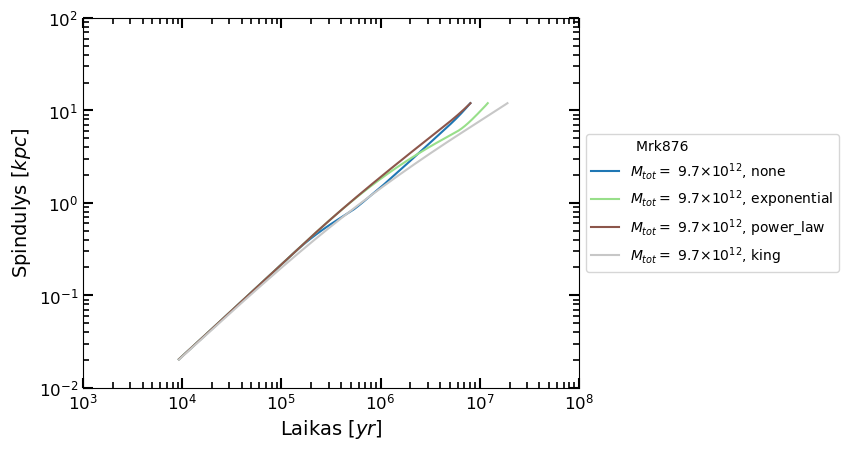 10²
10¹
10⁰
10⁻¹
10⁻²
Spindulys [kpc]
10³ 10⁴ 10⁵ 10⁶ 10⁷ 10⁸
Laikas [yr]
Mrk876
M_tot = 9.7×10¹², none
M_tot = 9.7×10¹², exponential
M_tot = 9.7×10¹², power_law
M_tot = 9.7×10¹², king